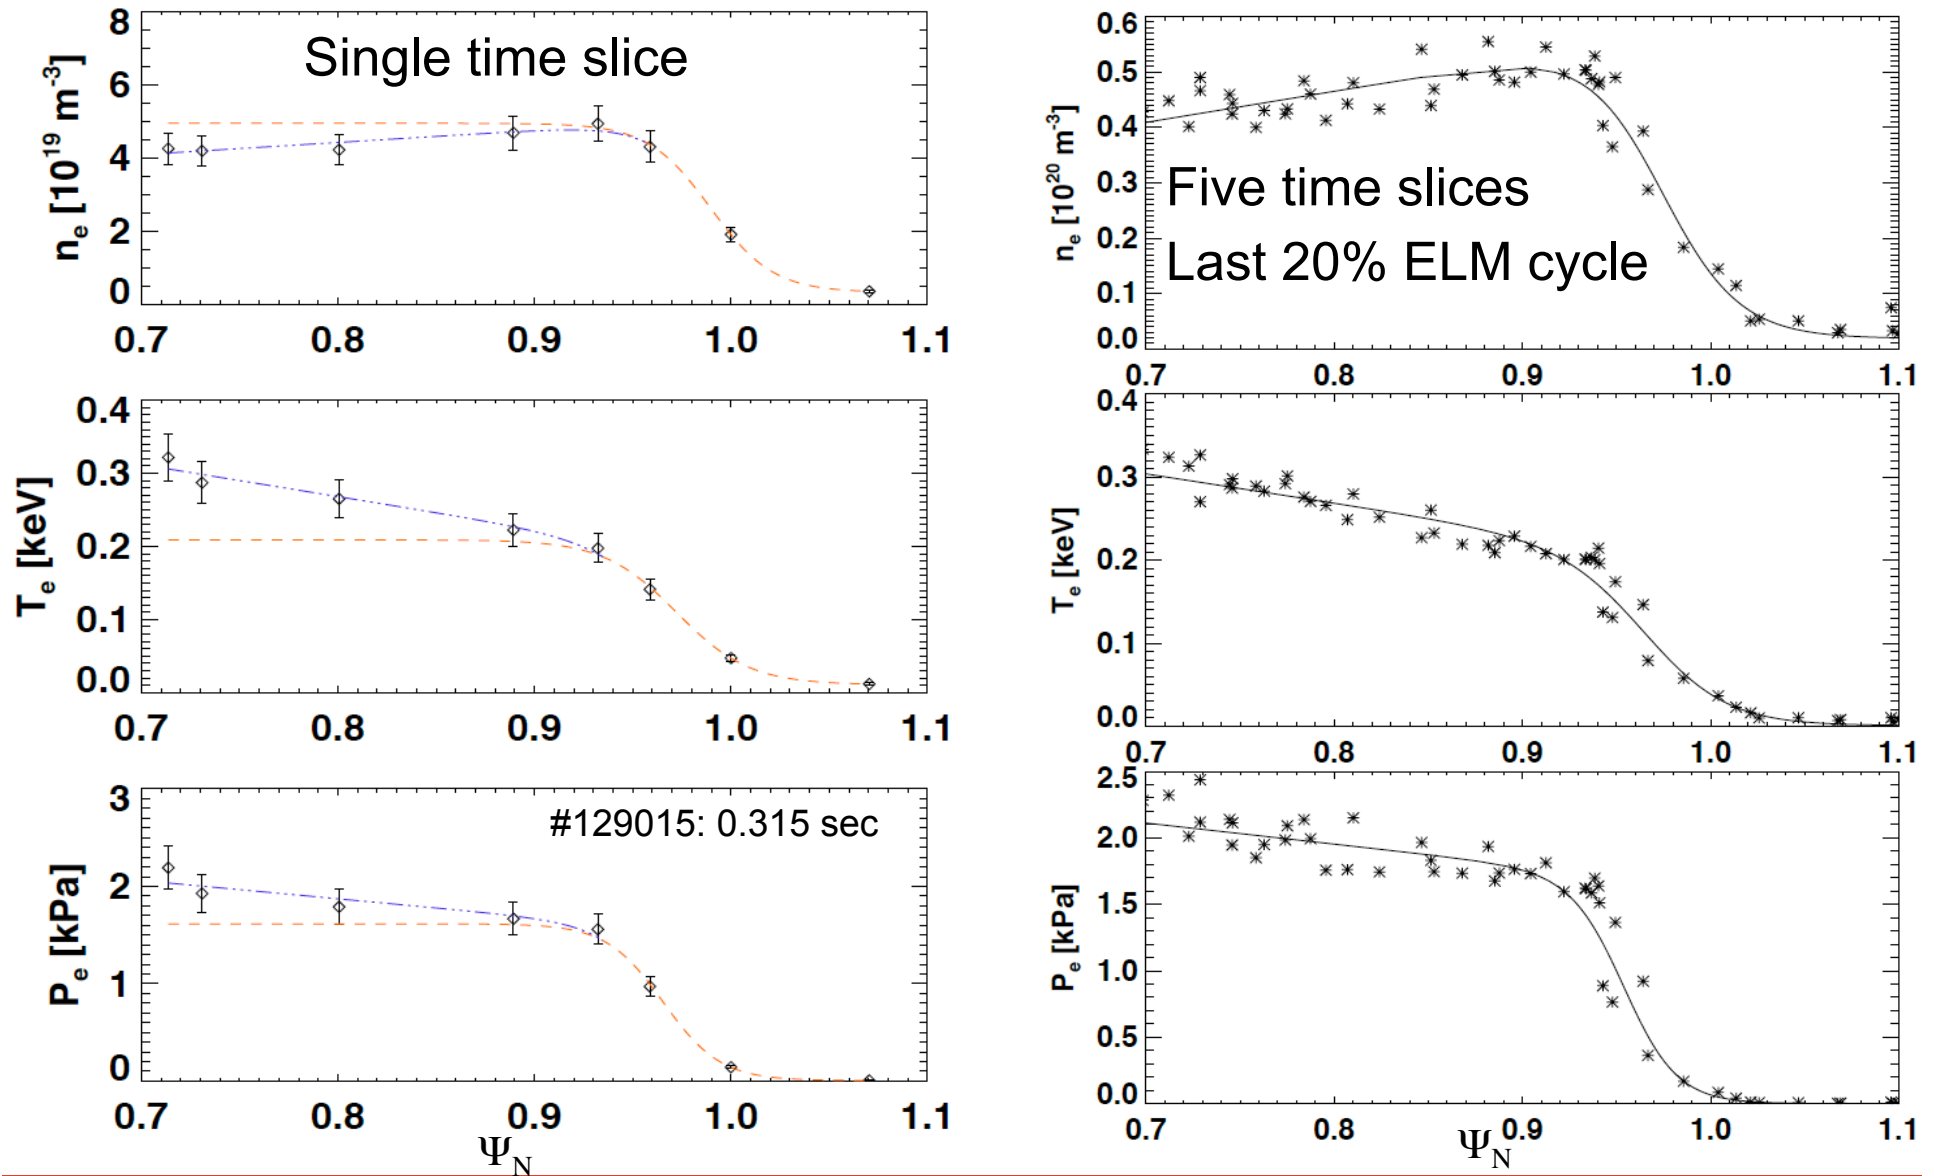 Single time slice
n_e [10^19 m^-3]
8
6
4
2
0
0.7 0.8 0.9 1.0 1.1
T_e [keV]
0.4
0.3
0.2
0.1
0.0
0.7 0.8 0.9 1.0 1.1
#129015: 0.315 sec
P_e [kPa]
3
2
1
0
0.7 0.8 0.9 1.0 1.1
Ψ_N
Five time slices
Last 20% ELM cycle
n_e [10^20 m^-3]
0.6
0.5
0.4
0.3
0.2
0.1
0.0
0.7 0.8 0.9 1.0 1.1
T_e [keV]
0.4
0.3
0.2
0.1
0.0
0.7 0.8 0.9 1.0 1.1
P_e [kPa]
2.5
2.0
1.5
1.0
0.5
0.0
0.7 0.8 0.9 1.0 1.1
Ψ_N